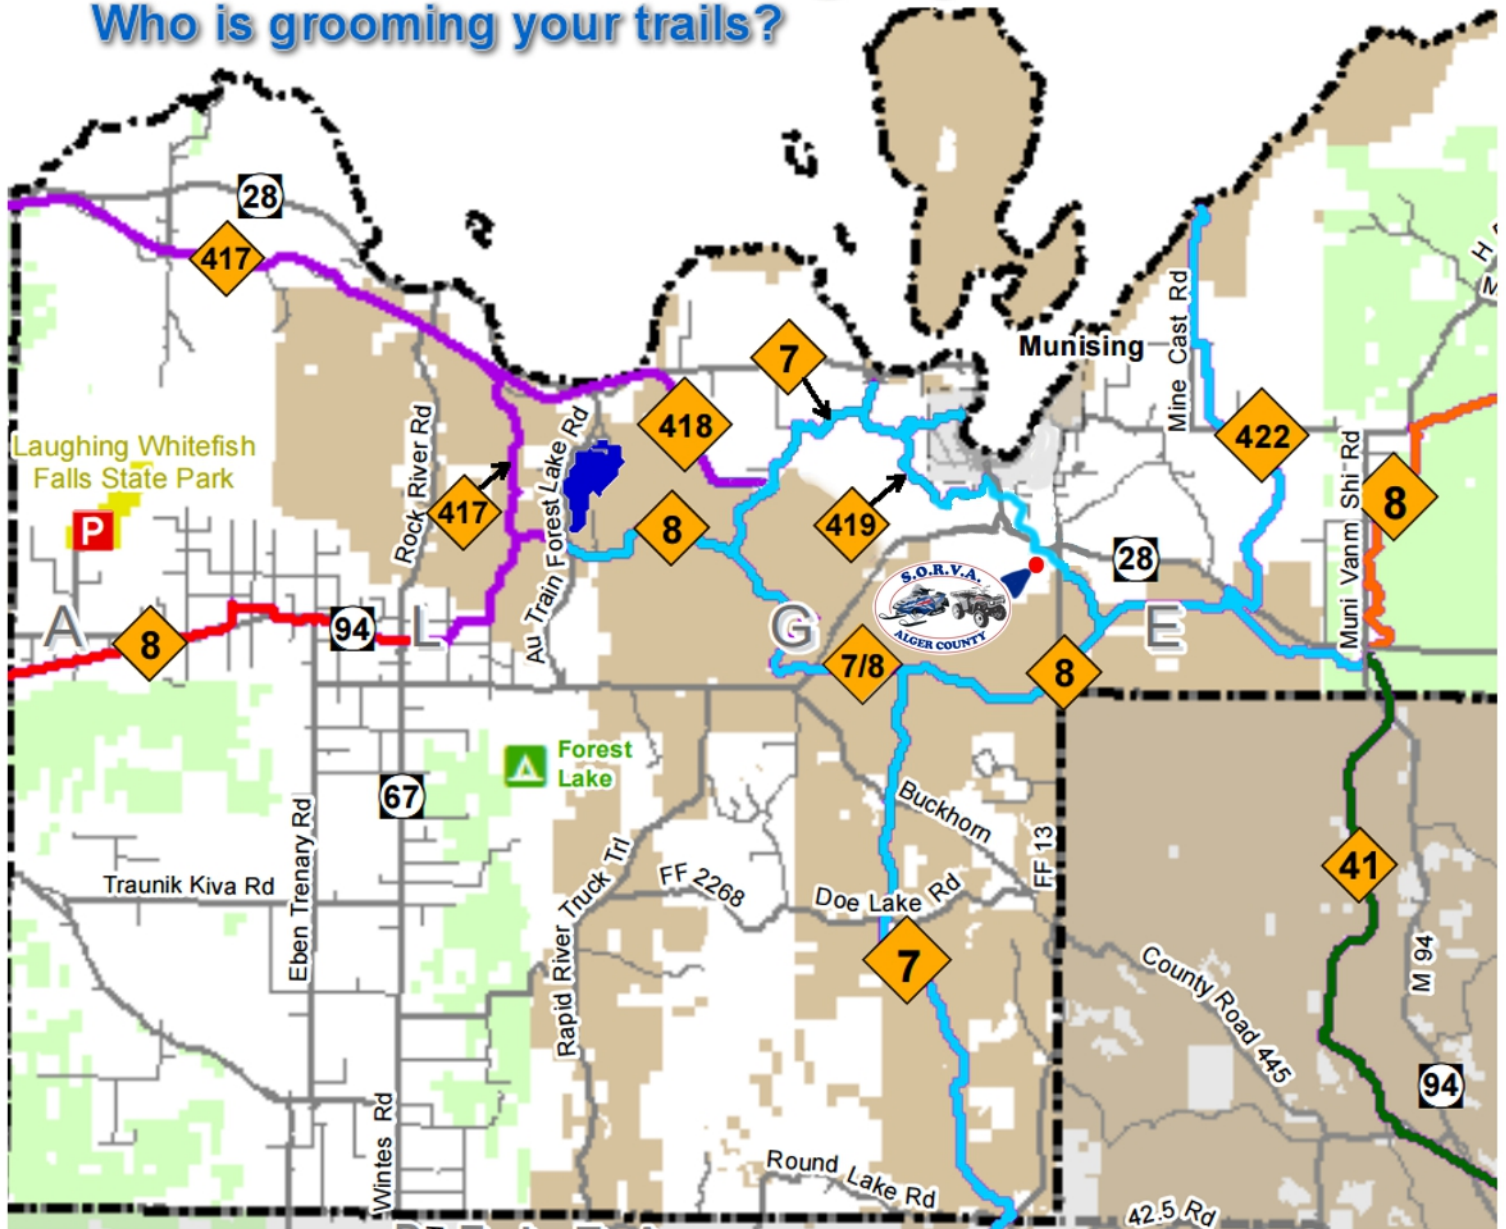 Who is grooming your trails?
28
417
H
M
7
Munising
Mine Cast Rd
418
422
Laughing Whitefish
Falls State Park
P
Rock River Rd
417
Au Train Forest Lake Rd
8
419
8
Muni Vanm Shi Rd
28
S.O.R.V.A.
ALGER COUNTY
A
8
94
L
G
7/8
8
E
Forest
Lake
67
Buckhorn
FF 13
41
Eben Trenary Rd
Traunik Kiva Rd
Rapid River Truck Trl
FF 2268
Doe Lake Rd
7
County Road 445
M 94
94
Wintes Rd
Round Lake Rd
42.5 Rd